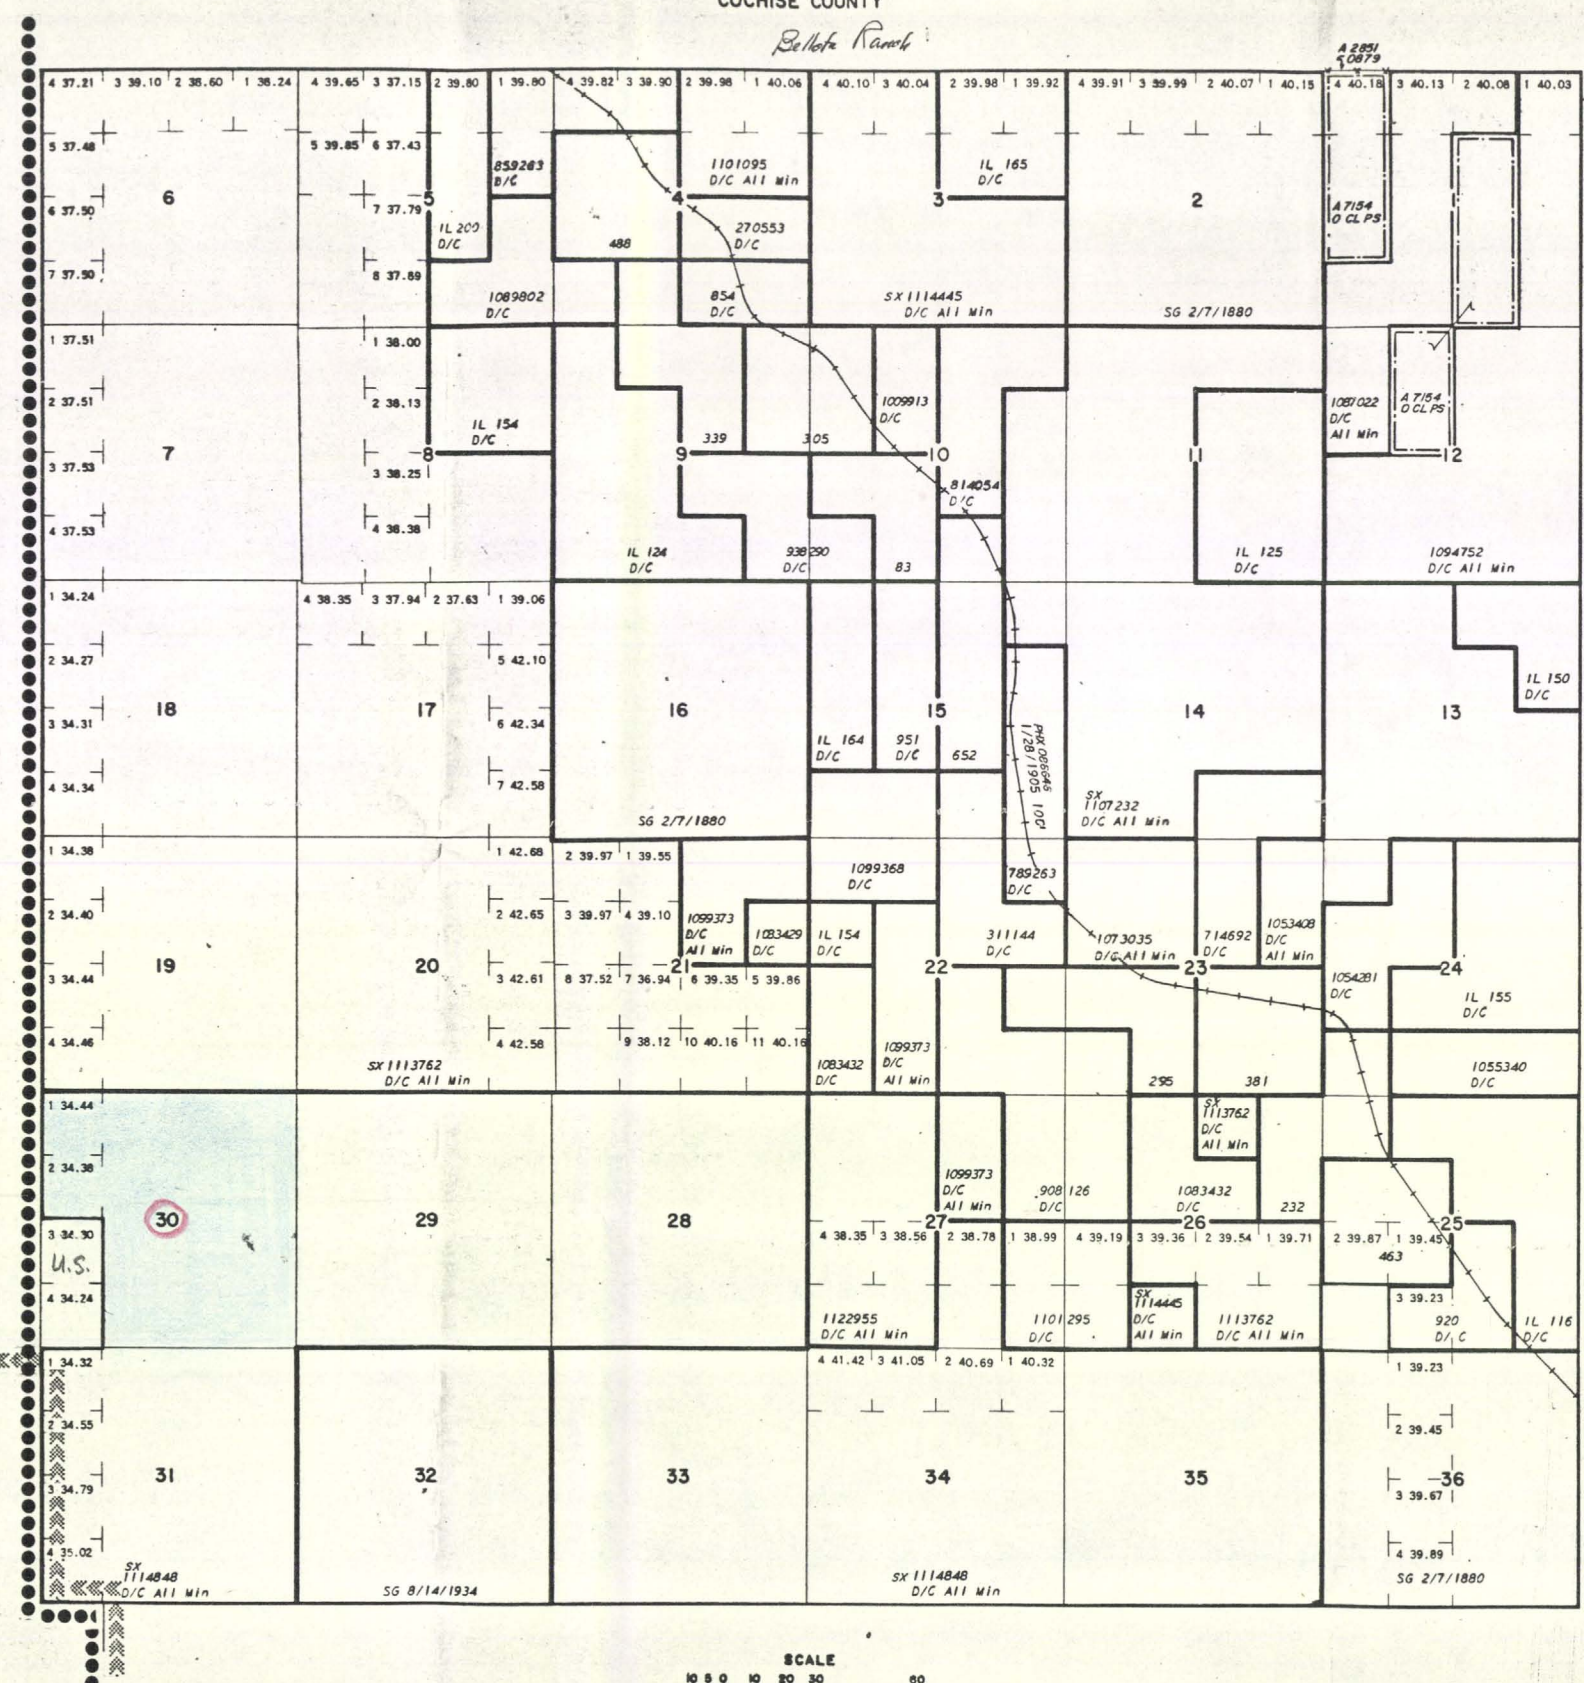 COCHISE COUNTY
Bellota Ranch
A 2851
4 37.21 3 39.10 2 38.60 1 38.24 4 39.65 3 37.15 2 39.80 1 39.80 4 39.82 3 39.90 2 39.98 1 40.06 4 40.10 3 40.04 2 39.98 1 39.92 4 39.91 3 39.99 2 40.07 1 40.15 4 40.18 3 40.13 2 40.08 1 40.03
5 37.48 5 39.85 6 37.43
859263 1101095 IL 165
D/C D/C All Min D/C
6 5 4 3 2
6 37.50 7 37.79 A 7154
O CL PS
IL 200 488 270553
D/C D/C
7 37.50 8 37.89
1089802 854 SX 1114445 SG 2/7/1880
D/C D/C D/C All Min
1 37.51 1 38.00
2 37.51 2 38.13 1009913 1087022 A 7154
D/C D/C O CL PS
IL 154 339 305 All Min
D/C
7 8 9 10 11 12
3 37.53 3 38.25
814054
D/C
4 37.53 4 38.38
IL 124 938290 83 IL 125 1094752
D/C D/C D/C D/C All Min
1 34.24 4 38.35 3 37.94 2 37.63 1 39.06
2 34.27 5 42.10
IL 150
D/C
18 17 16 15 14 13
3 34.31 6 42.34
IL 164 951 652 PHX 086646
D/C D/C 1/28/1905 100'
4 34.34 7 42.58
SX
1107232
SG 2/7/1880 D/C All Min
1 34.38 1 42.68 2 39.97 1 39.55
1099368 789263
D/C D/C
2 34.40 2 42.65 3 39.97 4 39.10
1099373 1083429 IL 154 311144 1073035 714692 1053408
D/C D/C D/C D/C D/C All Min D/C D/C
All Min All Min
19 20 21 22 23 24
3 34.44 3 42.61 8 37.52 7 36.94 6 39.35 5 39.86
1054281 IL 155
D/C D/C
4 34.46 4 42.58 9 38.12 10 40.16 11 40.16
SX 1113762 1083432 1099373 295 381 1055340
D/C All Min D/C D/C D/C
All Min
1 34.44 SX
1113762
D/C
All Min
2 34.38
1099373 908126 1083432 232
D/C D/C D/C
All Min
30 29 28 27 26 25
3 34.30 4 38.35 3 38.56 2 38.78 1 38.99 4 39.19 3 39.36 2 39.54 1 39.71 2 39.87 1 39.45
U.S. 463
4 34.24 3 39.23
SX
1114445
1122955 1101295 D/C 1113762 920 IL 116
D/C All Min D/C All Min D/C All Min D/C D/C
1 34.32 4 41.42 3 41.05 2 40.69 1 40.32 1 39.23
2 34.55 2 39.45
31 32 33 34 35 36
3 34.79 3 39.67
4 35.02 4 39.89
SX
1114848 SG 8/14/1934 SX 1114848 SG 2/7/1880
D/C All Min D/C All Min
SCALE
10 5 0 10 20 30 60